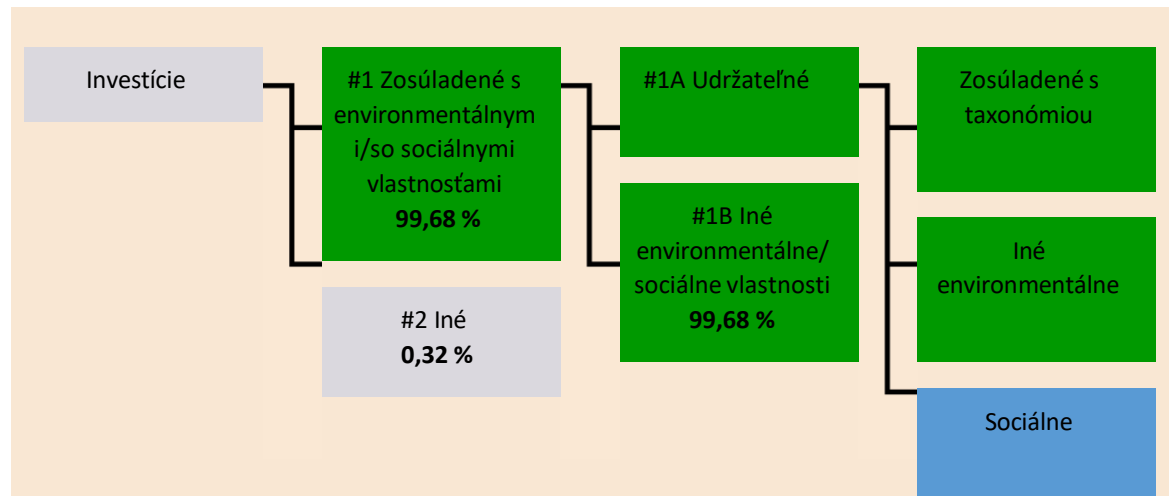 Investície
#1 Zosúladené s
environmentálnym
i/so sociálnymi
vlastnosťami
99,68 %
#2 Iné
0,32 %
#1A Udržateľné
#1B Iné
environmentálne/
sociálne vlastnosti
99,68 %
Zosúladené s
taxonómiou
Iné
environmentálne
Sociálne